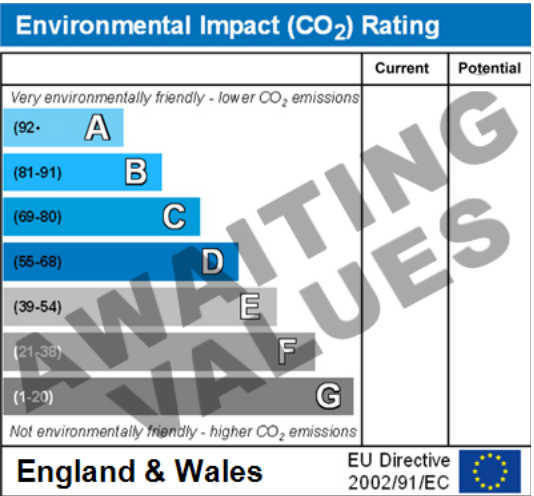 Environmental Impact (CO₂) Rating
Current Potential
Very environmentally friendly - lower CO₂ emissions
(92+ A
(81-91) B
(69-80) C
(55-68) D
(39-54) E
(21-38) F
(1-20) G
Not environmentally friendly - higher CO₂ emissions
AWAITING
VALUES
England & Wales
EU Directive
2002/91/EC